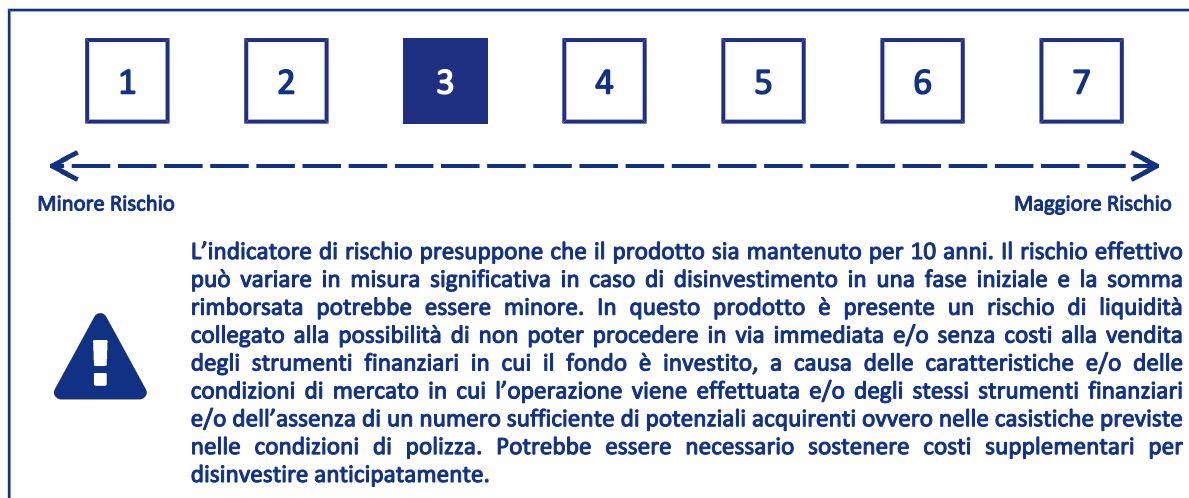 1 2 3 4 5 6 7
Minore Rischio Maggiore Rischio
L’indicatore di rischio presuppone che il prodotto sia mantenuto per 10 anni. Il rischio effettivo
può variare in misura significativa in caso di disinvestimento in una fase iniziale e la somma
rimborsata potrebbe essere minore. In questo prodotto è presente un rischio di liquidità
collegato alla possibilità di non poter procedere in via immediata e/o senza costi alla vendita
degli strumenti finanziari in cui il fondo è investito, a causa delle caratteristiche e/o delle
condizioni di mercato in cui l’operazione viene effettuata e/o degli stessi strumenti finanziari
e/o dell’assenza di un numero sufficiente di potenziali acquirenti ovvero nelle casistiche previste
nelle condizioni di polizza. Potrebbe essere necessario sostenere costi supplementari per
disinvestire anticipatamente.